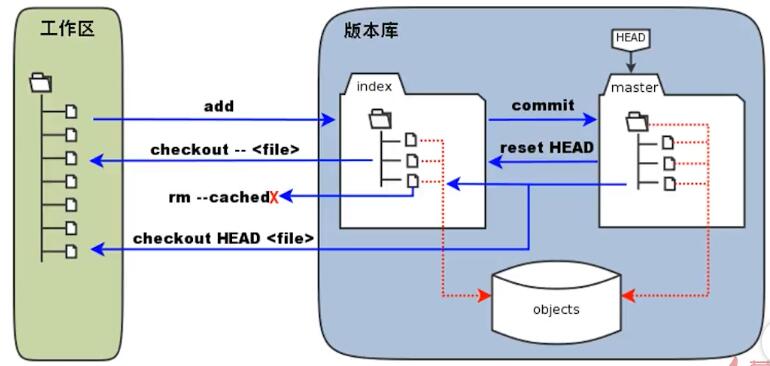 工作区
版本库
HEAD
index
master
add
commit
checkout -- <file>
reset HEAD
rm --cached
X
checkout HEAD <file>
objects